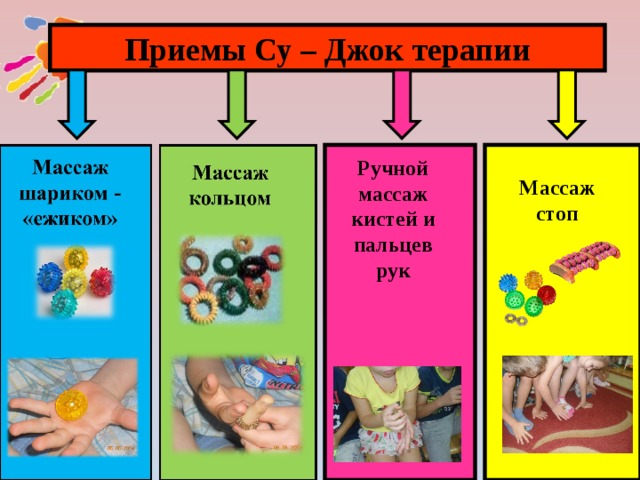 Приемы Су – Джок терапии
Массаж
шариком -
«ежиком»
Массаж
кольцом
Ручной
массаж
кистей и
пальцев
рук
Массаж
стоп